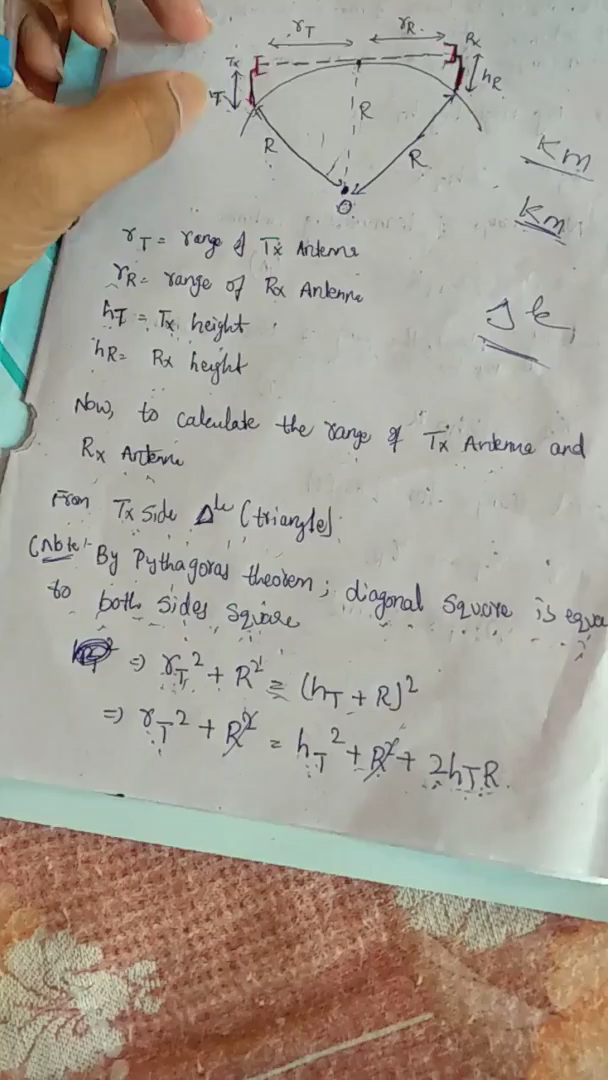 rT rR
Tx Rx
hR
T
R
R R
O
Km
Km
rT = range of Tx Antenna
rR = range of Rx Antenna
hT = Tx height
hR = Rx height
Now, to calculate the range of Tx Antenna and
Rx Antenna
From Tx side Δle (triangle)
(Note:- By Pythagoras theorem; diagonal square is equa
to both sides square
⇒ rT² + R² = (hT + R)²
⇒ rT² + R² = hT² + R² + 2hTR